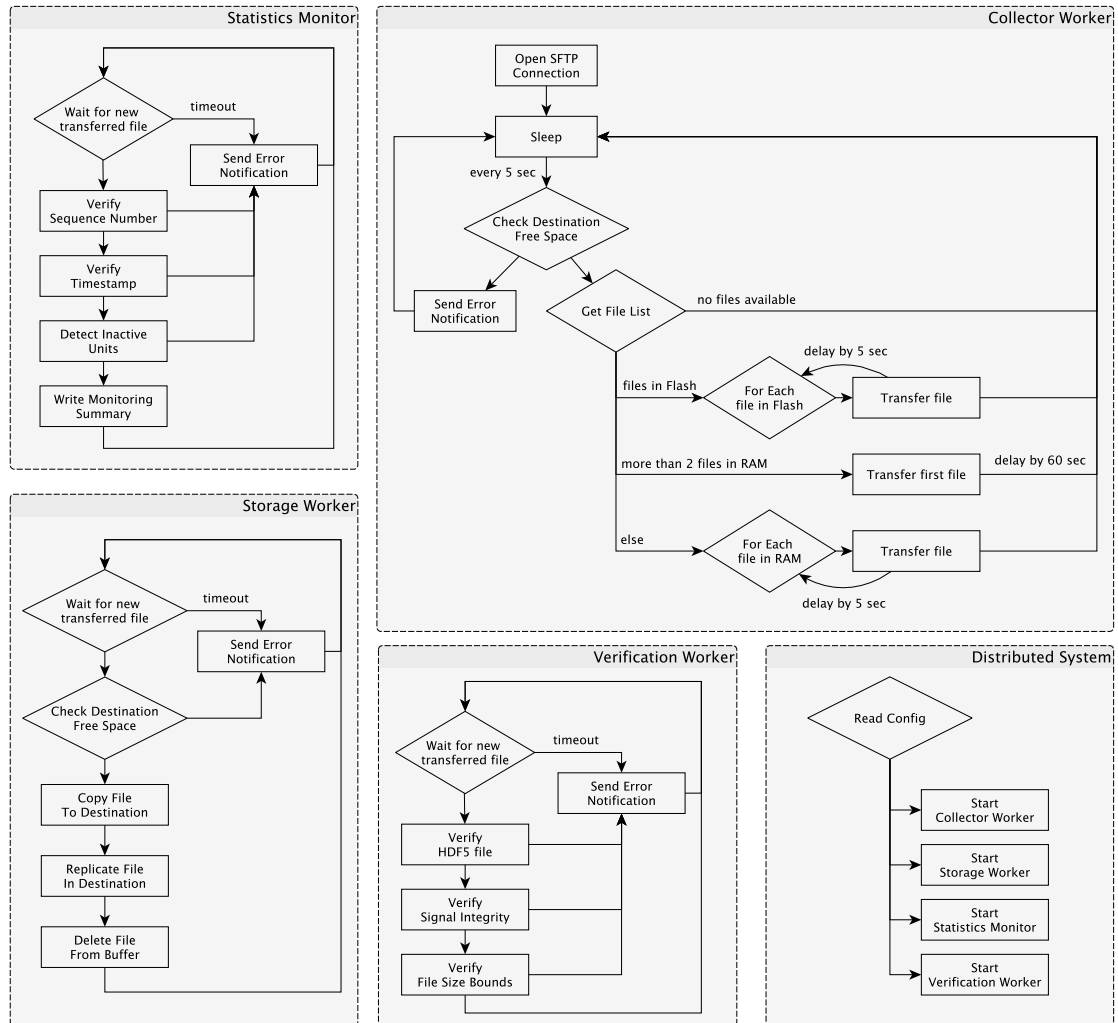 Statistics Monitor
Wait for new
transferred file
timeout
Send Error
Notification
Verify
Sequence Number
Verify
Timestamp
Detect Inactive
Units
Write Monitoring
Summary
Collector Worker
Open SFTP
Connection
Sleep
every 5 sec
Check Destination
Free Space
Send Error
Notification
Get File List
no files available
files in Flash
For Each
file in Flash
delay by 5 sec
Transfer file
more than 2 files in RAM
Transfer first file
delay by 60 sec
else
For Each
file in RAM
Transfer file
delay by 5 sec
Storage Worker
Wait for new
transferred file
timeout
Send Error
Notification
Check Destination
Free Space
Copy File
To Destination
Replicate File
In Destination
Delete File
From Buffer
Verification Worker
Wait for new
transferred file
timeout
Send Error
Notification
Verify
HDF5 file
Verify
Signal Integrity
Verify
File Size Bounds
Distributed System
Read Config
Start
Collector Worker
Start
Storage Worker
Start
Statistics Monitor
Start
Verification Worker